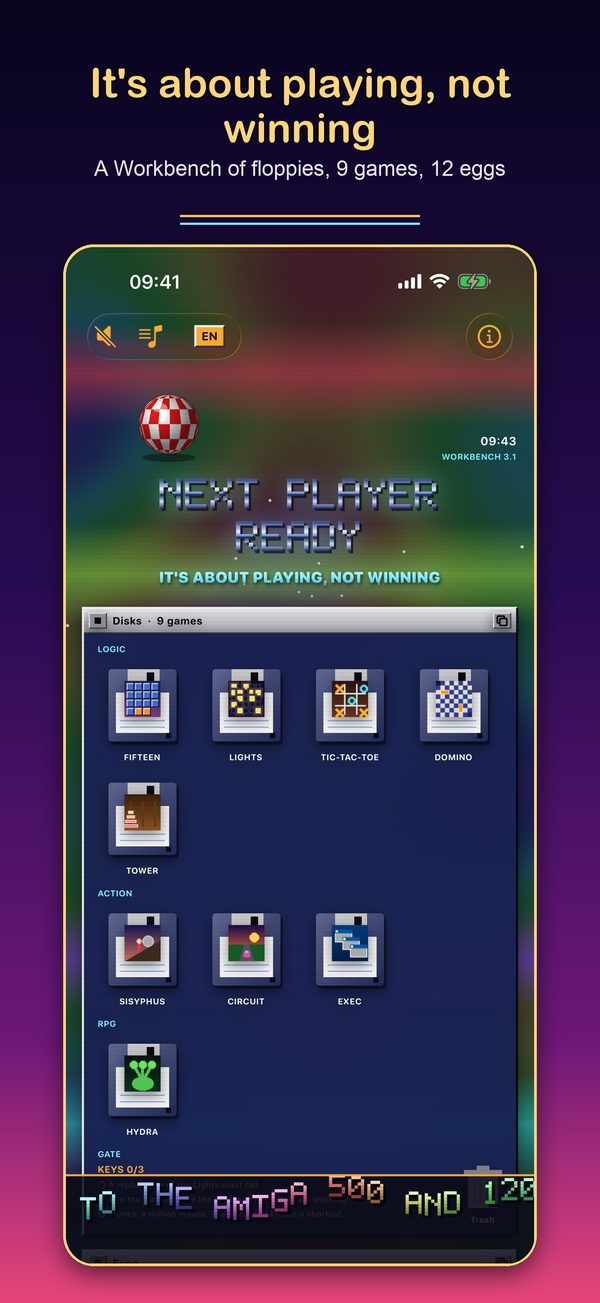 It's about playing, not
winning
A Workbench of floppies, 9 games, 12 eggs
09:41
EN
09:43
WORKBENCH 3.1
NEXT PLAYER
READY
IT'S ABOUT PLAYING, NOT WINNING
Disks · 9 games
LOGIC
FIFTEEN
LIGHTS
TIC-TAC-TOE
DOMINO
TOWER
ACTION
SISYPHUS
CIRCUIT
EXEC
RPG
HYDRA
GATE
KEYS 0/3
TO THE AMIGA 500 AND 120
Trash